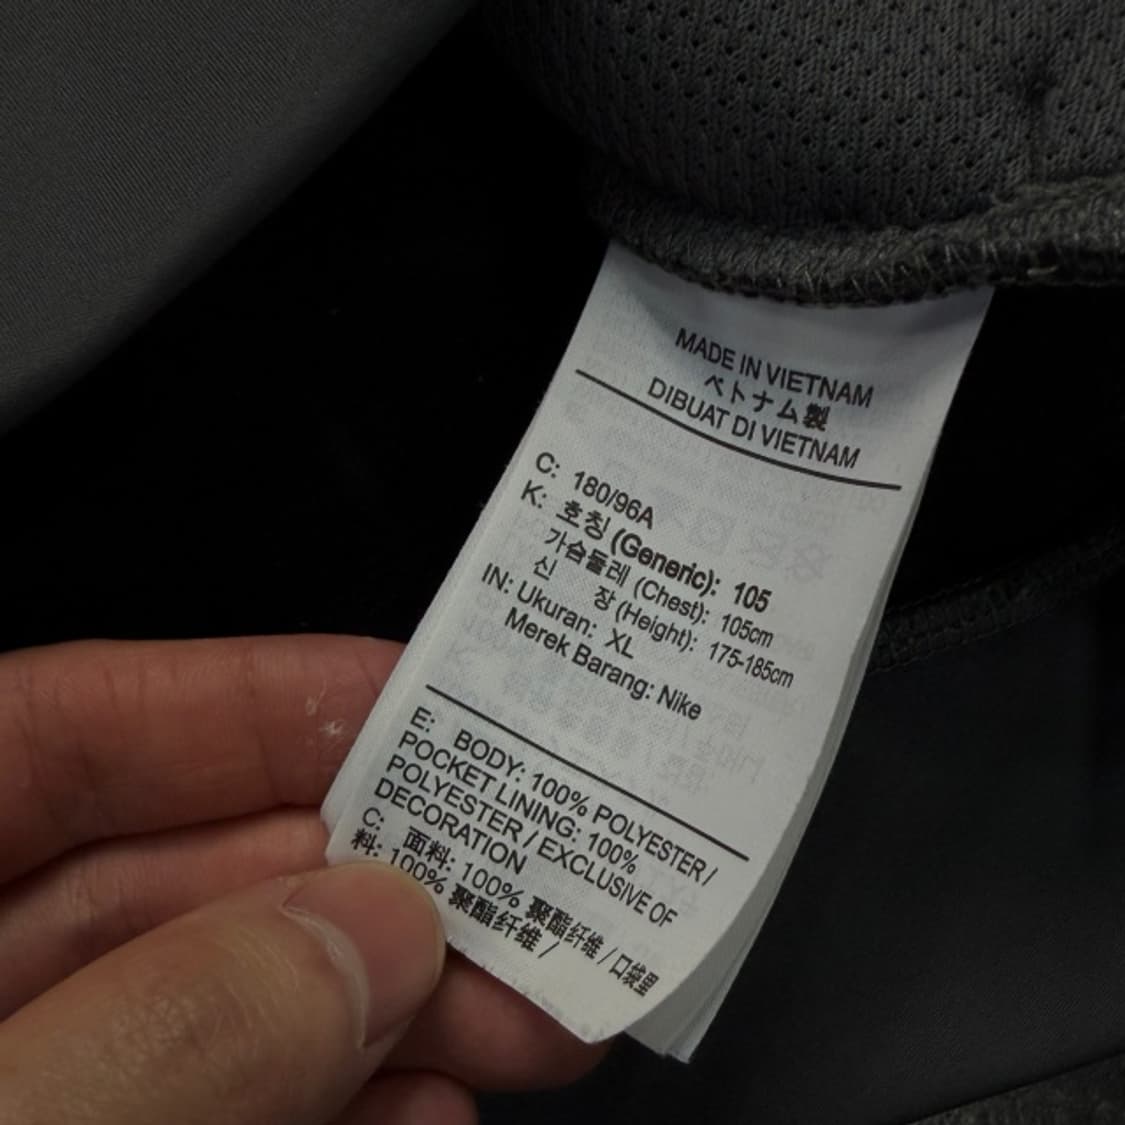 MADE IN VIETNAM
ベトナム製
DIBUAT DI VIETNAM
C: 180/96A
K: 호칭 (Generic): 105
가슴둘레 (Chest): 105cm
신 장 (Height): 175-185cm
IN: Ukuran: XL
Merek Barang: Nike
E: BODY: 100% POLYESTER /
POCKET LINING: 100%
POLYESTER / EXCLUSIVE OF
DECORATION
C: 面料: 100% 聚酯纤维 / 口袋里
料: 100% 聚酯纤维 /